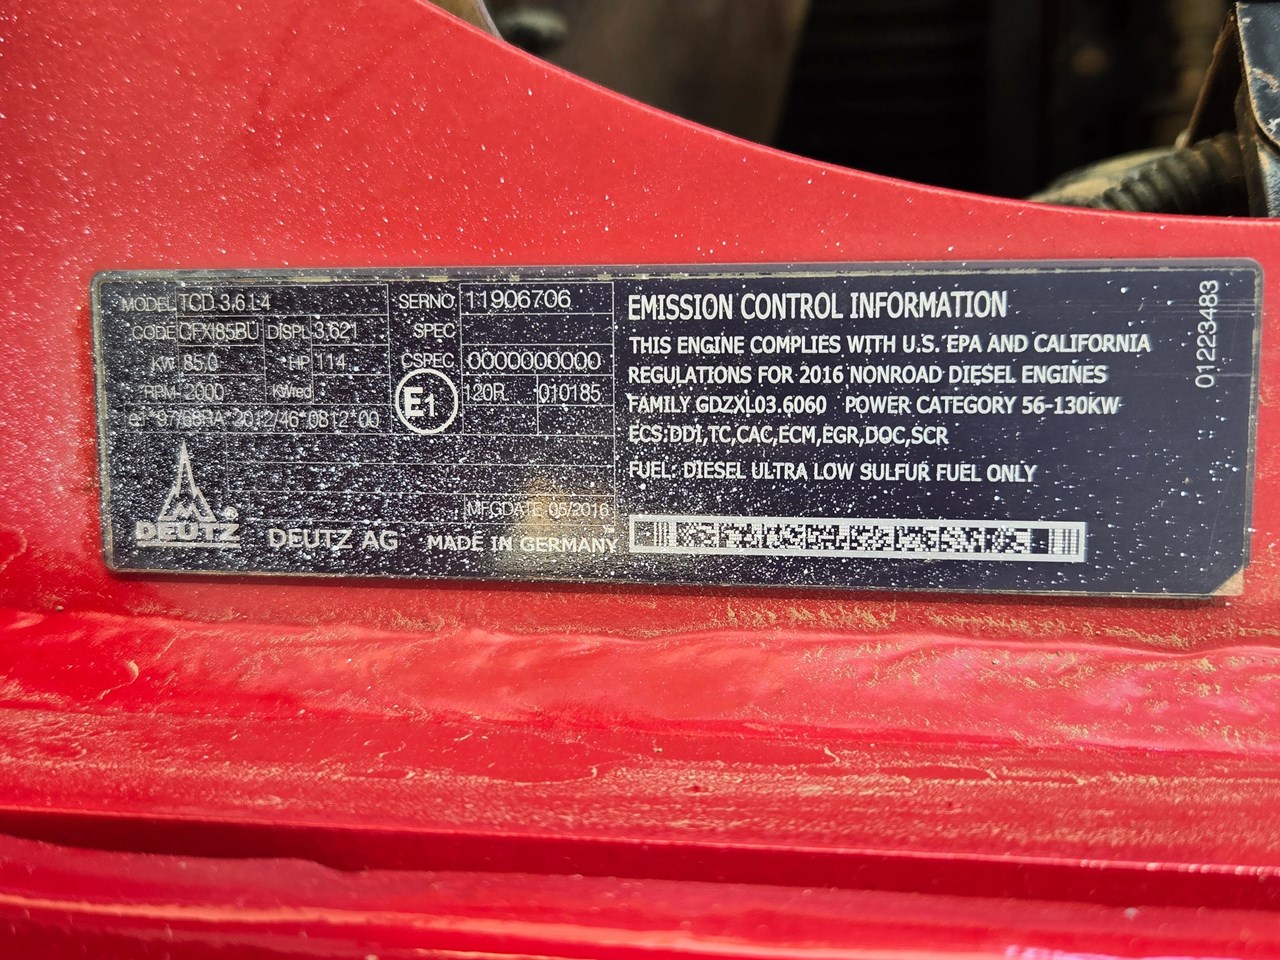 MODEL TCD 3.6 L4
SERNO 11906706
CODE DISPL 3.621
SPEC
KW 85.0 HP 114
CSPEC 0000000000
RPM 2000 KWred
E1 120R 010185
e1*97/68RA*2012/46*0812*00
MFGDATE 05/2016
DEUTZ®
DEUTZ AG MADE IN GERMANY
EMISSION CONTROL INFORMATION
THIS ENGINE COMPLIES WITH U.S. EPA AND CALIFORNIA
REGULATIONS FOR 2016 NONROAD DIESEL ENGINES
FAMILY GDZXL03.6060 POWER CATEGORY 56-130KW
ECS:DDI,TC,CAC,ECM,EGR,DOC,SCR
FUEL: DIESEL ULTRA LOW SULFUR FUEL ONLY
01223483